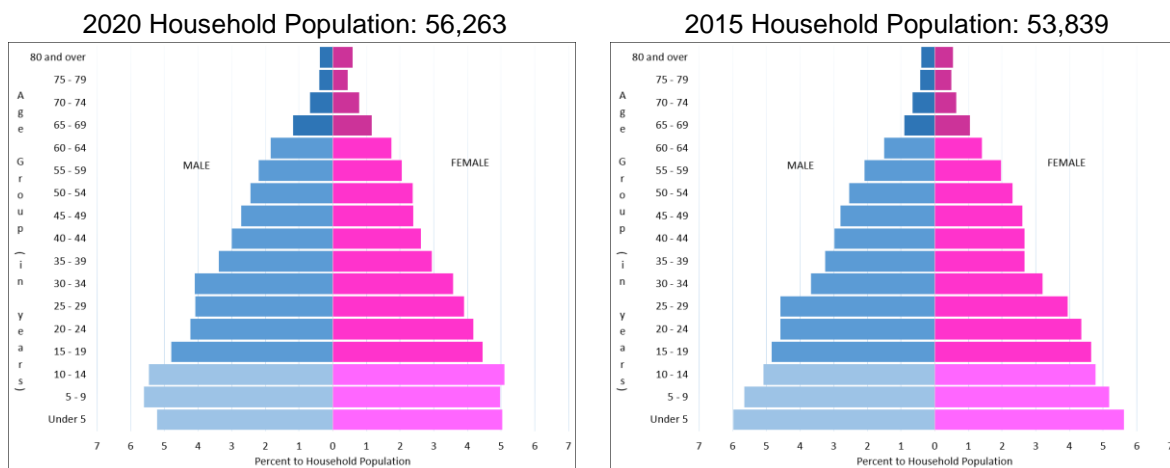 2020 Household Population: 56,263
80 and over
75 - 79
70 - 74
65 - 69
60 - 64
55 - 59
50 - 54
45 - 49
40 - 44
35 - 39
30 - 34
25 - 29
20 - 24
15 - 19
10 - 14
5 - 9
Under 5
Age Group (in years)
MALE
FEMALE
7 6 5 4 3 2 1 0 1 2 3 4 5 6 7
Percent to Household Population
2015 Household Population: 53,839
80 and over
75 - 79
70 - 74
65 - 69
60 - 64
55 - 59
50 - 54
45 - 49
40 - 44
35 - 39
30 - 34
25 - 29
20 - 24
15 - 19
10 - 14
5 - 9
Under 5
Age Group (in years)
MALE
FEMALE
7 6 5 4 3 2 1 0 1 2 3 4 5 6 7
Percent to Household Population